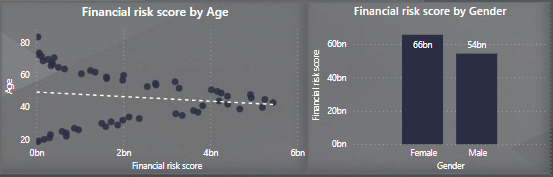 Financial risk score by Age
Age
80
60
40
20
0bn
2bn
4bn
6bn
Financial risk score
Financial risk score by Gender
Financial risk score
60bn
40bn
20bn
0bn
66bn
54bn
Female
Male
Gender